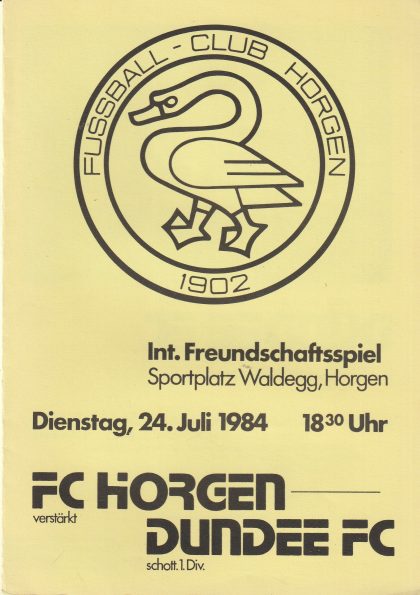 FUSSBALL - CLUB HORGEN
1902
Int. Freundschaftsspiel
Sportplatz Waldegg, Horgen
Dienstag, 24. Juli 1984 18³⁰ Uhr
FC HORGEN
verstärkt
DUNDEE FC
schott. 1. Div.